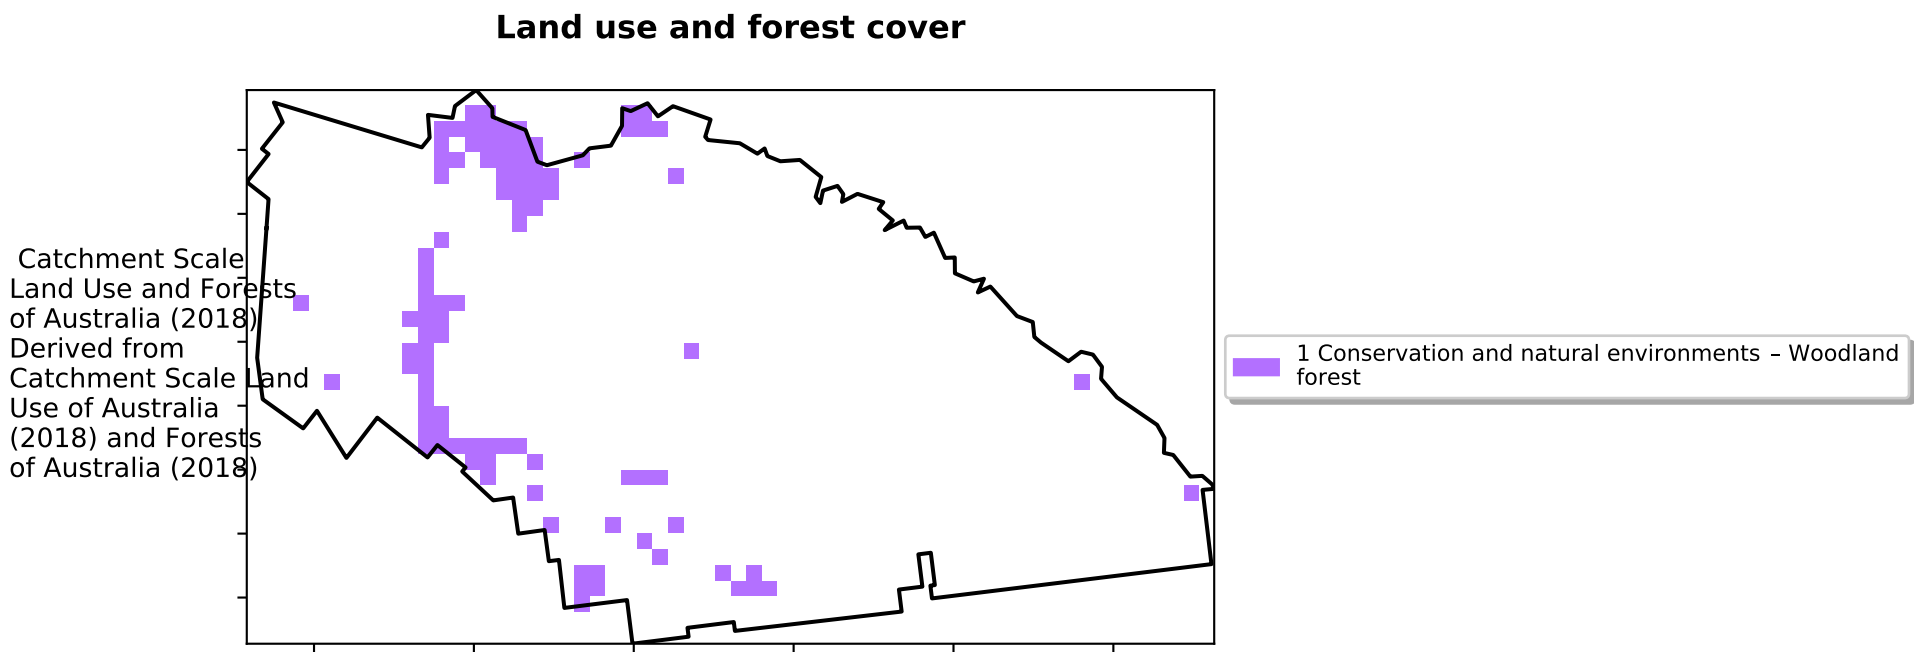 Land use and forest cover
Catchment Scale
Land Use and Forests
of Australia (2018)
Derived from
Catchment Scale Land
Use of Australia
(2018) and Forests
of Australia (2018)
1 Conservation and natural environments – Woodland
forest